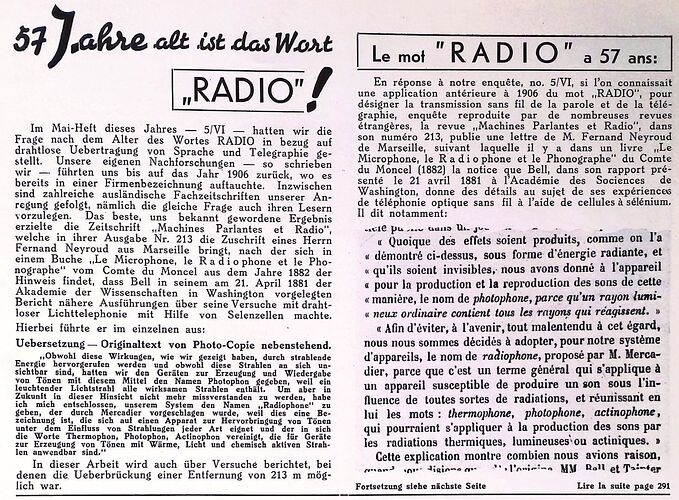 57 Jahre alt ist das Wort
„RADIO"!
Im Mai-Heft dieses Jahres — 5/VI — hatten wir die
Frage nach dem Alter des Wortes RADIO in bezug auf
drahtlose Uebertragung von Sprache und Telegraphie ge-
stellt. Unsere eigenen Nachforschungen — so schrieben
wir — führten uns bis auf das Jahr 1906 zurück, wo es
bereits in einer Firmenbezeichnung auftauchte. Inzwischen
sind zahlreiche ausländische Fachzeitschriften unserer An-
regung gefolgt, nämlich die gleiche Frage auch ihren Lesern
vorzulegen. Das beste, uns bekannt gewordene Ergebnis
erzielte die Zeitschrift „Machines Parlantes et Radio",
welche in ihrer Ausgabe Nr. 213 die Zuschrift eines Herrn
Fernand Neyroud aus Marseille bringt, nach der sich in
einem Buche „Le Microphone, le Radiophone et le Pho-
nographe" vom Comte du Moncel aus dem Jahre 1882 der
Hinweis findet, dass Bell in seinem am 21. April 1881 der
Akademie der Wissenschaften in Washington vorgelegten
Bericht nähere Ausführungen über seine Versuche mit draht-
loser Lichttelephonie mit Hilfe von Selenzellen machte.
Hierbei führte er im einzelnen aus:
Uebersetzung — Originaltext von Photo-Copie nebenstehend.
„Obwohl diese Wirkungen, wie wir gezeigt haben, durch strahlende
Energie hervorgerufen werden und obwohl diese Strahlen an sich un-
sichtbar sind, hatten wir den Geräten zur Erzeugung und Wiedergabe
von Tönen mit diesem Mittel den Namen Photophon gegeben, weil ein
leuchtender Lichtstrahl alle wirksamen Strahlen enthält. Um aber in
Zukunft in dieser Hinsicht nicht mehr missverstanden zu werden, habe
ich mich entschlossen, unserem System den Namen „Radiophone" zu
geben, der durch Mercadier vorgeschlagen wurde, weil dies eine Be-
zeichnung ist, die sich auf einen Apparat zur Hervorbringung von Tönen
unter dem Einfluss von Strahlungen jeder Art eignet und der in sich
die Worte Thermophon, Photophon, Actinophon vereinigt, die für Geräte
zur Erzeugung von Tönen mit Wärme, Licht und chemisch aktiven Strah-
len anwendbar sind."
In dieser Arbeit wird auch über Versuche berichtet, bei
denen die Ueberbrückung einer Entfernung von 213 m mög-
lich war.
Le mot "RADIO" a 57 ans:
En réponse à notre enquête, no. 5/VI, si l'on connaissait
une application antérieure à 1906 du mot „RADIO", pour
désigner la transmission sans fil de la parole et de la télé-
graphie, enquête reproduite par de nombreuses revues
étrangères, la revue „Machines Parlantes et Radio", dans
son numéro 213, publie une lettre de M. Fernand Neyroud
de Marseille, suivant laquelle il y a dans un livre „Le
Microphone, le Radiophone et le Phonographe" du Comte
du Moncel (1882) la notice que Bell, dans son rapport pré-
senté le 21 avril 1881 à l'Académie des Sciences de
Washington, donne des détails au sujet de ses expériences
de téléphonie optique sans fil à l'aide de cellules à sélénium.
Il dit notamment:
« Quoique des effets soient produits, comme on l'a
« démontré ci-dessus, sous forme d'énergie radiante, et
« qu'ils soient invisibles, nous avons donné à l'appareil
« pour la production et la reproduction des sons de cette
« manière, le nom de photophone, parce qu'un rayon lumi-
« neux ordinaire contient tous les rayons qui réagissent. »
« Afin d'éviter, à l'avenir, tout malentendu à cet égard,
nous nous sommes décidés à adopter, pour notre système
d'appareils, le nom de radiophone, proposé par M. Merca-
dier, parce que c'est un terme général qui s'applique à
un appareil susceptible de produire un son sous l'in-
fluence de toutes sortes de radiations, et réunissant en
lui les mots : thermophone, photophone, actinophone,
qui pourraient s'appliquer à la production des sons par
les radiations thermiques, lumineuses ou actiniques. »
Cette explication montre combien nous avions raison,
Fortsetzung siehe nächste Seite
Lire la suite page 291